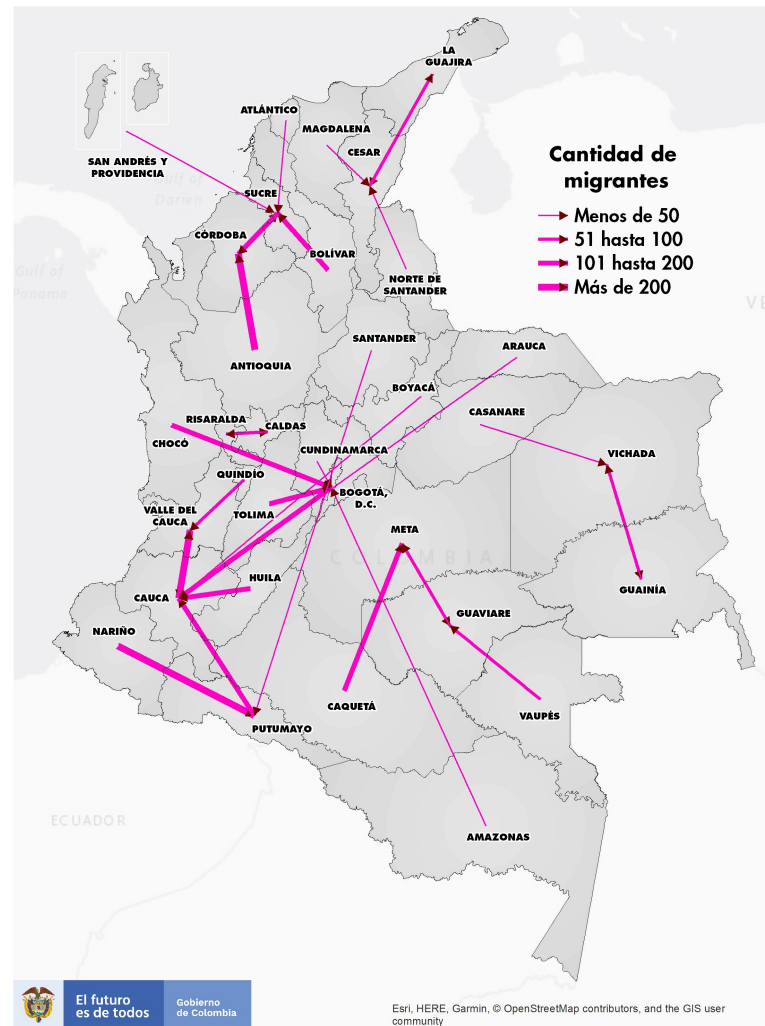 LA
GUAJIRA
ATLÁNTICO
MAGDALENA
CESAR
SAN ANDRÉS Y
PROVIDENCIA
Gulf of
Darien
SUCRE
CÓRDOBA
BOLÍVAR
NORTE DE
SANTANDER
Gulf of
Panama
Cantidad de
migrantes
Menos de 50
51 hasta 100
101 hasta 200
Más de 200
VE
SANTANDER
ARAUCA
ANTIOQUIA
BOYACÁ
CASANARE
RISARALDA
CALDAS
CHOCÓ
CUNDINAMARCA
VICHADA
QUINDÍO
BOGOTÁ,
D.C.
VALLE DEL
CAUCA
TOLIMA
META
COLOMBIA
HUILA
GUAINÍA
CAUCA
GUAVIARE
NARIÑO
CAQUETÁ
VAUPÉS
PUTUMAYO
ECUADOR
AMAZONAS
El futuro
es de todos
Gobierno
de Colombia
Esri, HERE, Garmin, © OpenStreetMap contributors, and the GIS user
community